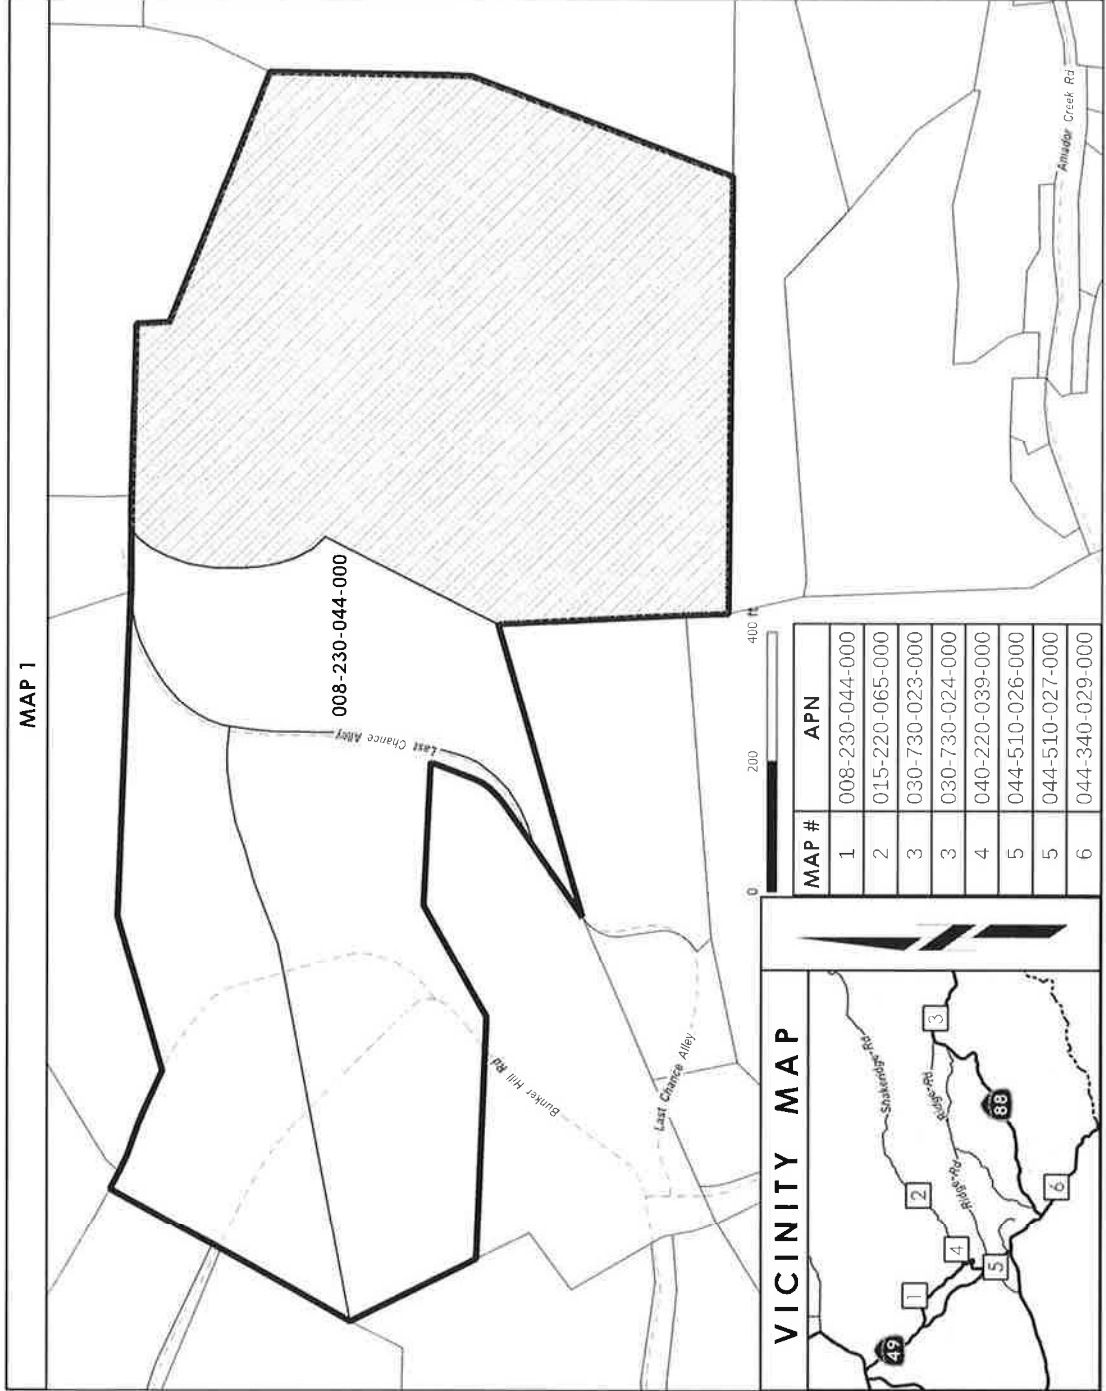 MAP 1
008-230-044-000
Last Chance Alley
Bunker Hill Rd
Last Chance Alley
Amador Creek Rd
0 200 400 ft
MAP # APN
1 008-230-044-000
2 015-220-065-000
3 030-730-023-000
3 030-730-024-000
4 040-220-039-000
5 044-510-026-000
5 044-510-027-000
6 044-340-029-000
VICINITY MAP
Shakeridge-Rd
Ridge-Rd
Ridge-Rd
49
88
1
2
3
4
5
6